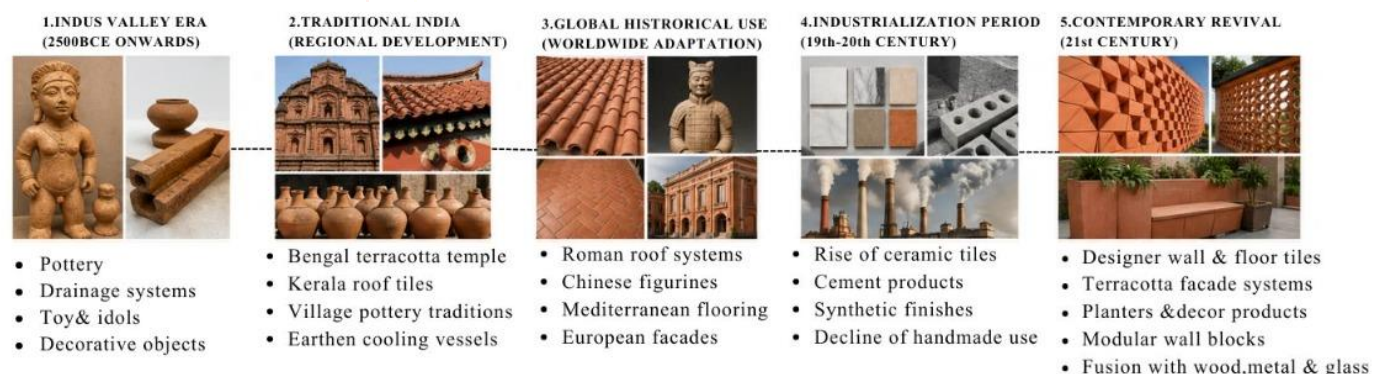 1.INDUS VALLEY ERA
(2500BCE ONWARDS)
• Pottery
• Drainage systems
• Toy& idols
• Decorative objects
2.TRADITIONAL INDIA
(REGIONAL DEVELOPMENT)
• Bengal terracotta temple
• Kerala roof tiles
• Village pottery traditions
• Earthen cooling vessels
3.GLOBAL HISTRORICAL USE
(WORLDWIDE ADAPTATION)
• Roman roof systems
• Chinese figurines
• Mediterranean flooring
• European facades
4.INDUSTRIALIZATION PERIOD
(19th-20th CENTURY)
• Rise of ceramic tiles
• Cement products
• Synthetic finishes
• Decline of handmade use
5.CONTEMPORARY REVIVAL
(21st CENTURY)
• Designer wall & floor tiles
• Terracotta facade systems
• Planters &decor products
• Modular wall blocks
• Fusion with wood,metal & glass